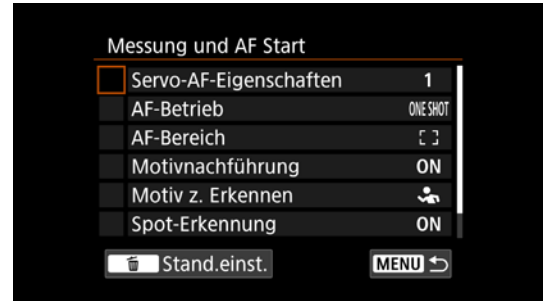 Messung und AF Start
Servo-AF-Eigenschaften 1
AF-Betrieb ONE SHOT
AF-Bereich
Motivnachführung ON
Motiv z. Erkennen
Spot-Erkennung ON
Stand.einst. MENU